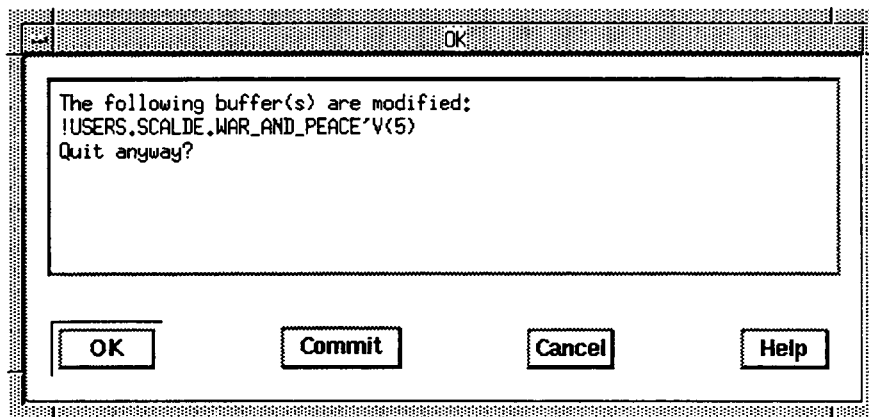 OK
The following buffer(s) are modified:
!USERS.SCALDE.WAR_AND_PEACE'V(5)
Quit anyway?
OK Commit Cancel Help